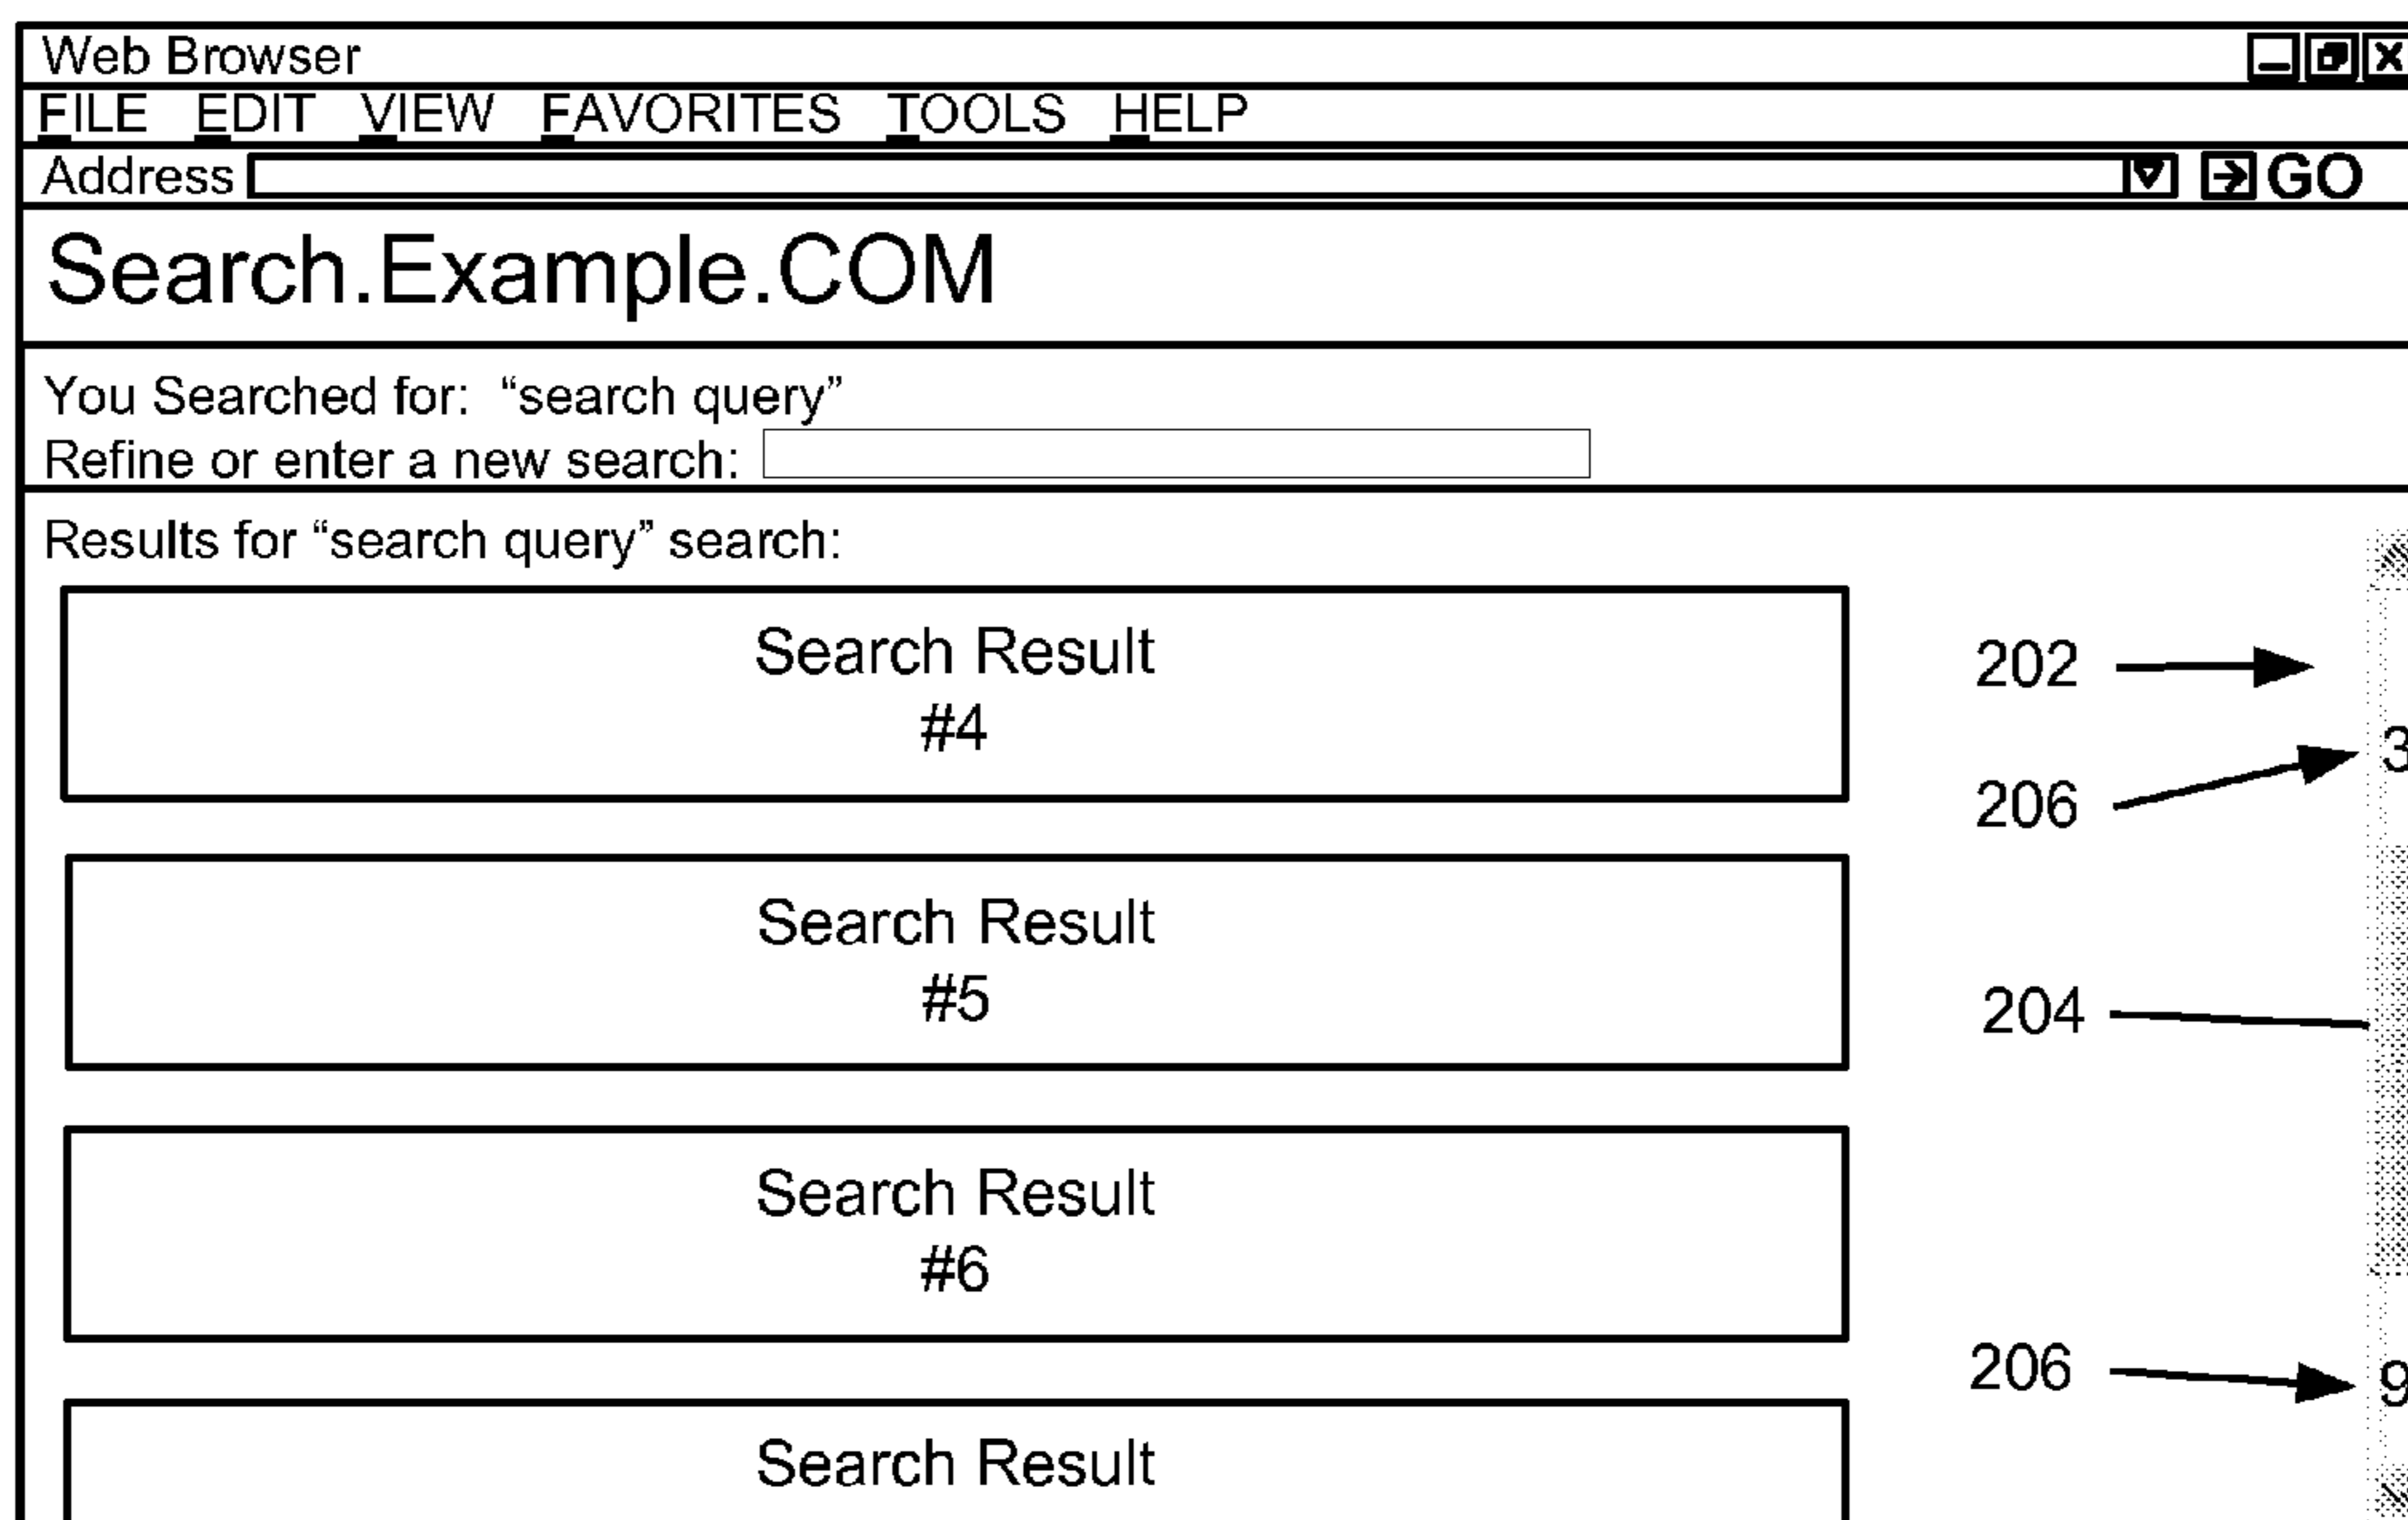 Web Browser
FILE EDIT VIEW FAVORITES TOOLS HELP
Address GO
Search.Example.COM
You Searched for: “search query”
Refine or enter a new search:
Results for “search query” search:
Search Result
#4
202
3
206
Search Result
#5
204
Search Result
#6
206
9
Search Result